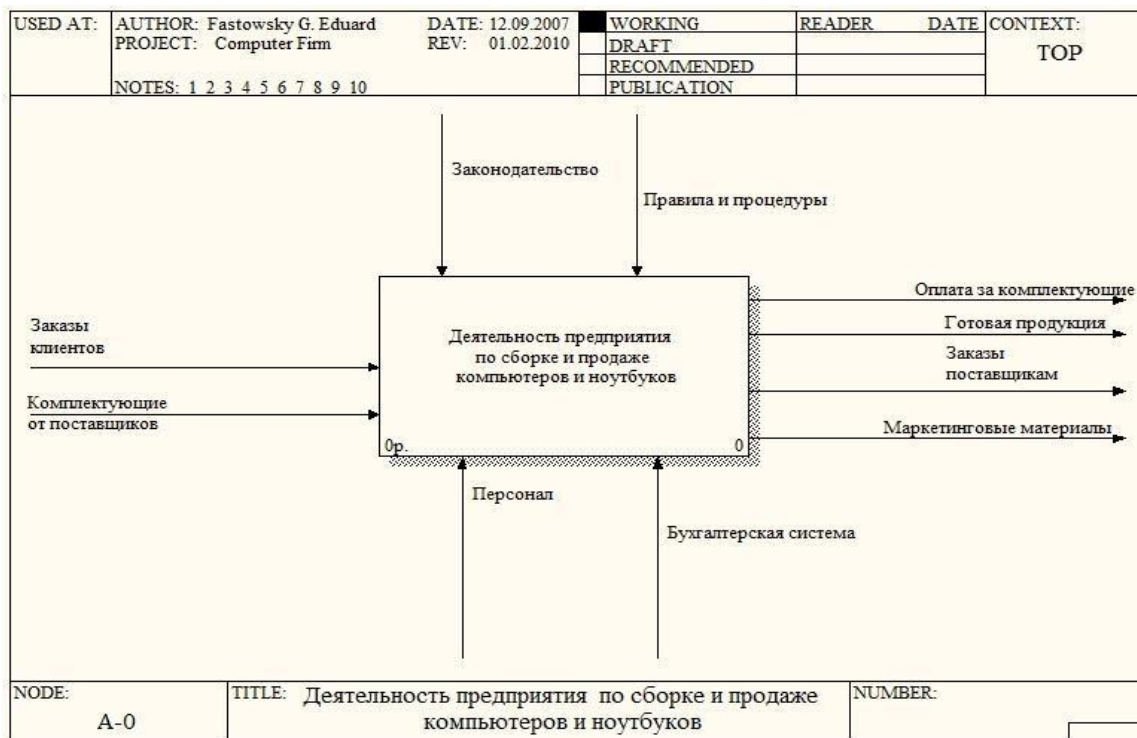 USED AT:
AUTHOR: Fastowsky G. Eduard
DATE: 12.09.2007
PROJECT: Computer Firm
REV: 01.02.2010
NOTES: 1 2 3 4 5 6 7 8 9 10
WORKING
DRAFT
RECOMMENDED
PUBLICATION
READER DATE
CONTEXT:
TOP
Законодательство
Правила и процедуры
Заказы
клиентов
Комплектующие
от поставщиков
Деятельность предприятия
по сборке и продаже
компьютеров и ноутбуков
0р.
0
Оплата за комплектующие
Готовая продукция
Заказы
поставщикам
Маркетинговые материалы
Персонал
Бухгалтерская система
NODE:
A-0
TITLE: Деятельность предприятия по сборке и продаже
компьютеров и ноутбуков
NUMBER: